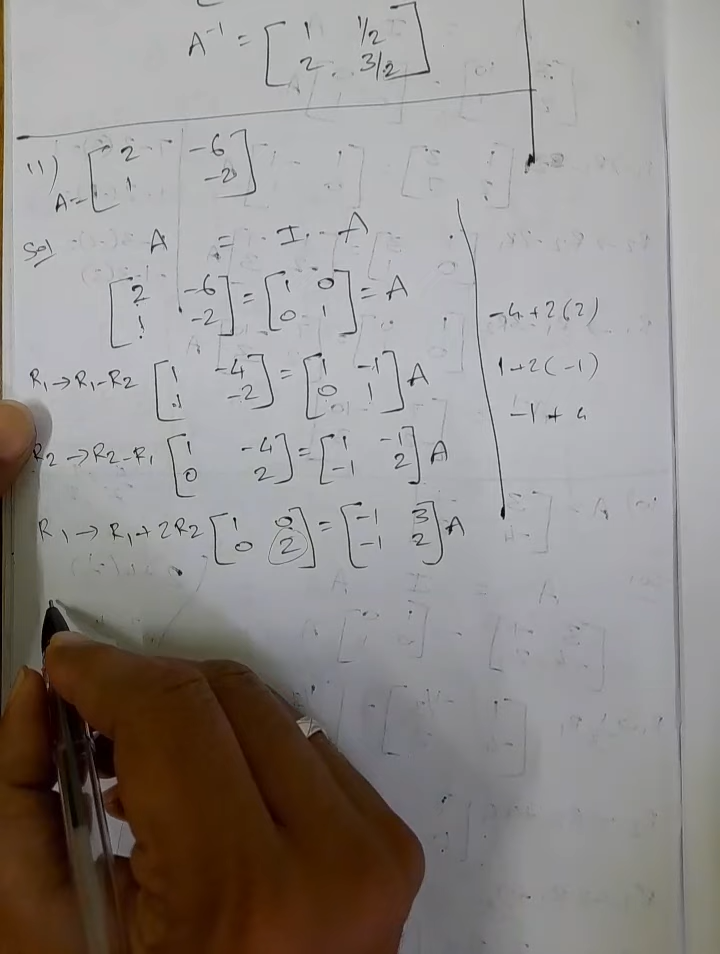 A⁻¹ = [ 1 1/2
2 3/2 ]
11) A = [ 2 -6
1 -2 ]
Sol A = I . A
[ 2 -6
1 -2 ] = [ 1 0
0 1 ] = A
R₁ → R₁ - R₂ [ 1 -4
1 -2 ] = [ 1 -1
0 1 ] A
R₂ → R₂ - R₁ [ 1 -4
0 2 ] = [ 1 -1
-1 2 ] A
R₁ → R₁ + 2R₂ [ 1 0
0 2 ] = [ -1 3
-1 2 ] A
-4 + 2(2)
1 + 2(-1)
-1 + 4